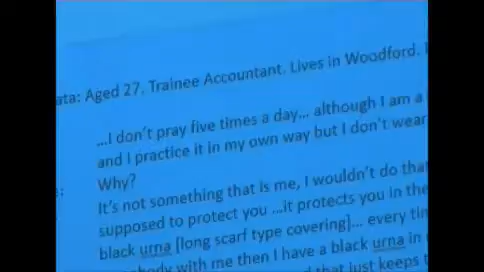 ata: Aged 27. Trainee Accountant. Lives in Woodford.
...I don't pray five times a day... although I am a
and I practice it in my own way but I don't wear
Why?
It's not something that is me, I wouldn't do that
supposed to protect you ...it protects you in the
black urna [long scarf type covering]... every tim
body with me then I have a black urna in
that just keeps